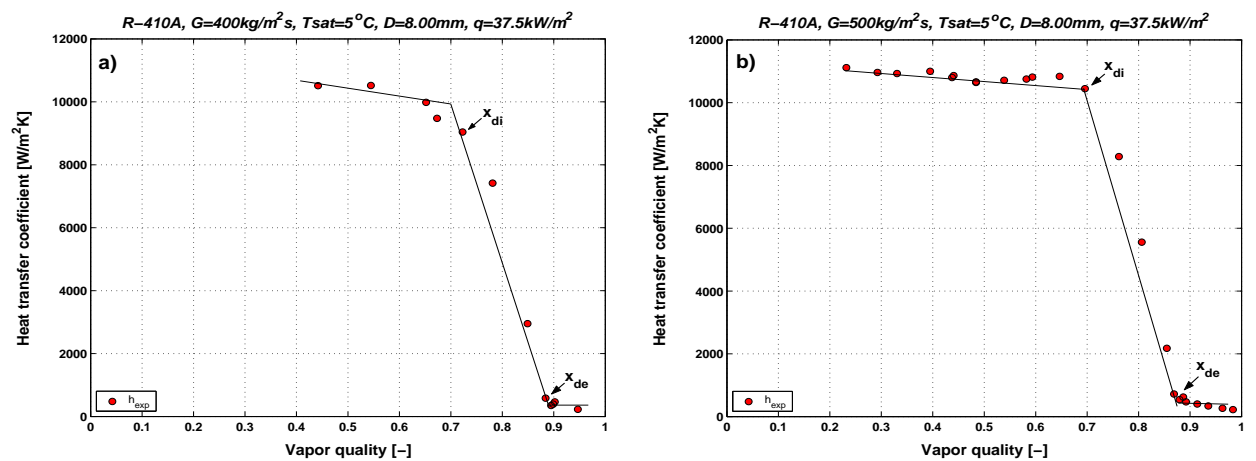 R−410A, G=400kg/m²s, Tsat=5°C, D=8.00mm, q=37.5kW/m²
a)
12000
10000
8000
6000
4000
2000
0
Heat transfer coefficient [W/m²K]
x_di
x_de
h_exp
0 0.1 0.2 0.3 0.4 0.5 0.6 0.7 0.8 0.9 1
Vapor quality [−]
R−410A, G=500kg/m²s, Tsat=5°C, D=8.00mm, q=37.5kW/m²
b)
12000
10000
8000
6000
4000
2000
0
Heat transfer coefficient [W/m²K]
x_di
x_de
h_exp
0 0.1 0.2 0.3 0.4 0.5 0.6 0.7 0.8 0.9 1
Vapor quality [−]